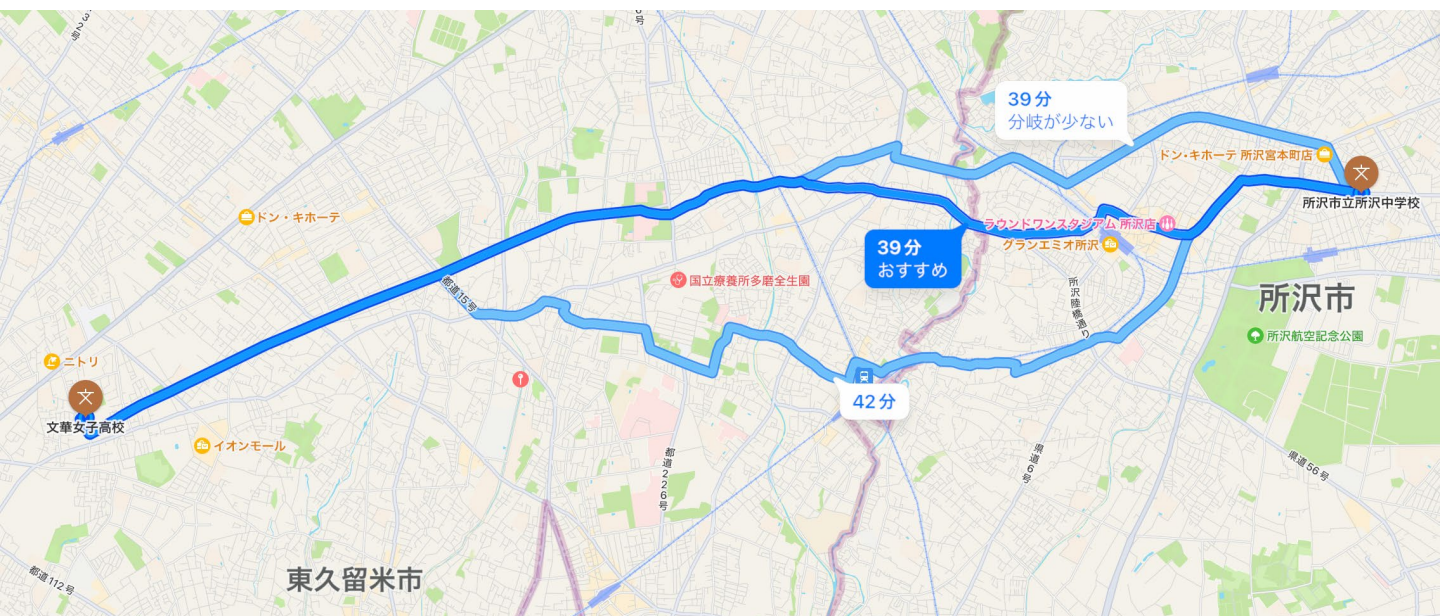 号
39分
分岐が少ない
ドン・キホーテ 所沢宮本町店
所沢市立所沢中学校
ドン・キホーテ
ラウンドワンスタジアム 所沢店
グランエミオ所沢
39分
おすすめ
国立療養所多磨全生園
都道15号
所沢陸橋通り
所沢市
所沢航空記念公園
ニトリ
42分
文華女子高校
イオンモール
都道226号
県道6号
県道56号
都道112号
東久留米市